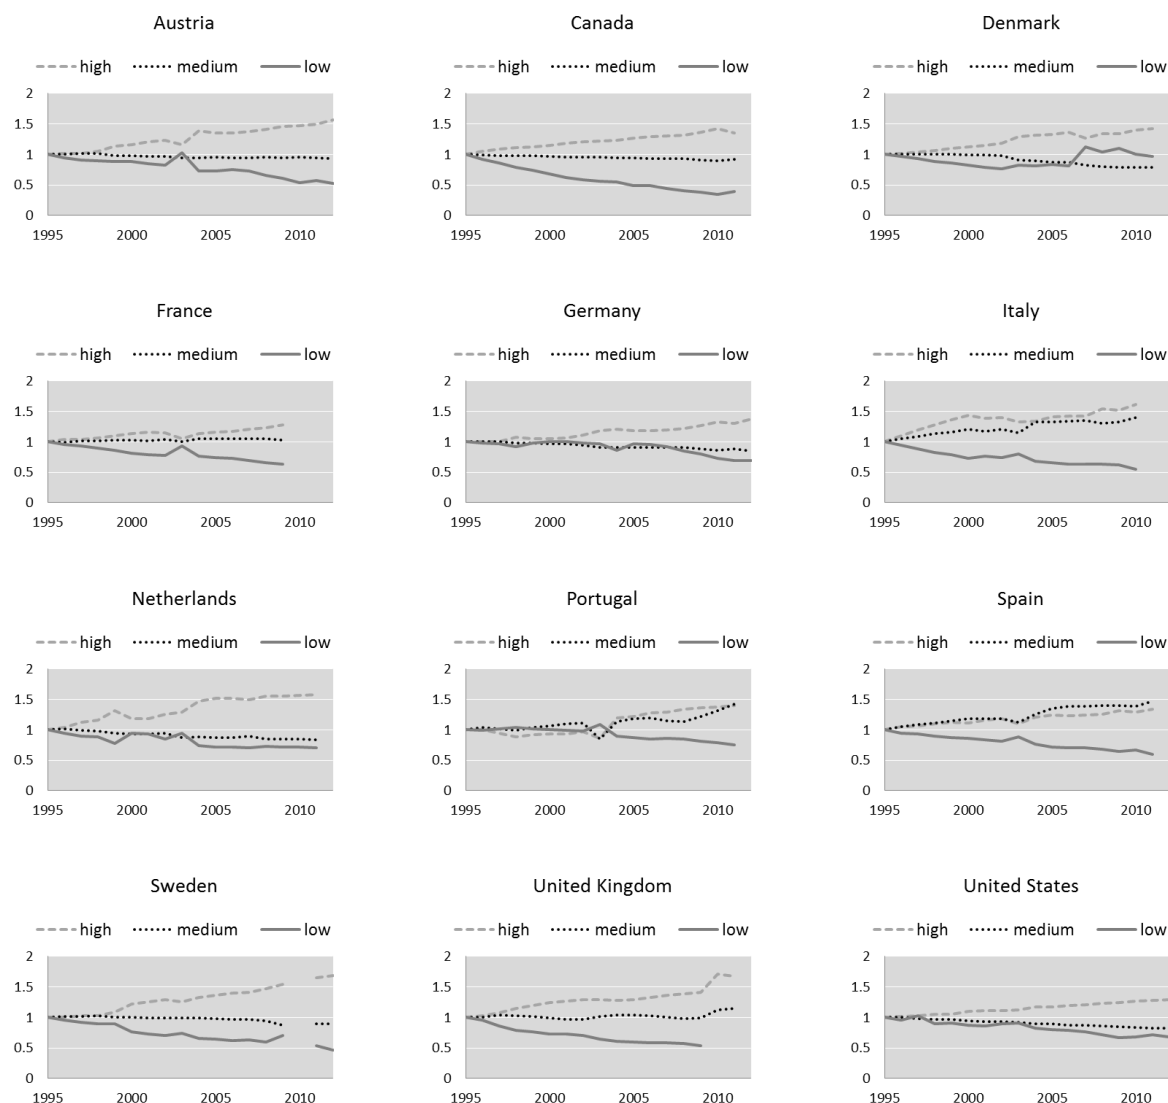 Austria Canada Denmark
high medium low high medium low high medium low
2 2 2
1.5 1.5 1.5
1 1 1
0.5 0.5 0.5
0 0 0
1995 2000 2005 2010 1995 2000 2005 2010 1995 2000 2005 2010
France Germany Italy
high medium low high medium low high medium low
2 2 2
1.5 1.5 1.5
1 1 1
0.5 0.5 0.5
0 0 0
1995 2000 2005 2010 1995 2000 2005 2010 1995 2000 2005 2010
Netherlands Portugal Spain
high medium low high medium low high medium low
2 2 2
1.5 1.5 1.5
1 1 1
0.5 0.5 0.5
0 0 0
1995 2000 2005 2010 1995 2000 2005 2010 1995 2000 2005 2010
Sweden United Kingdom United States
high medium low high medium low high medium low
2 2 2
1.5 1.5 1.5
1 1 1
0.5 0.5 0.5
0 0 0
1995 2000 2005 2010 1995 2000 2005 2010 1995 2000 2005 2010